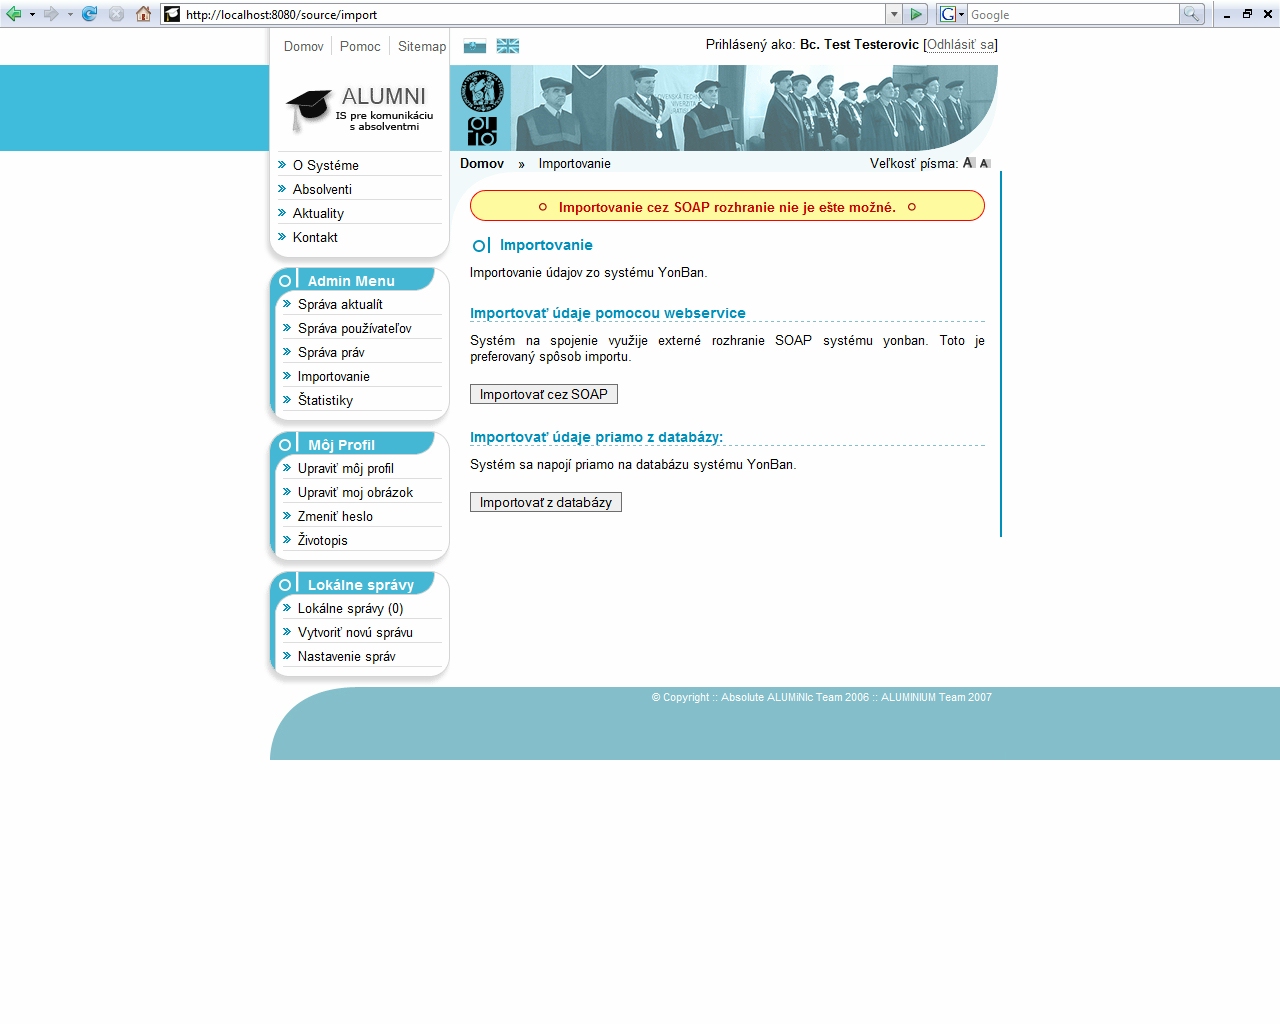 http://localhost:8080/source/import
Google
Domov Pomoc Sitemap
Prihlásený ako: Bc. Test Testerovic [Odhlásiť sa]
ALUMNI
IS pre komunikáciu
s absolventmi
Domov » Importovanie
Veľkosť písma: A A
O Systéme
Absolventi
Aktuality
Kontakt
Admin Menu
Správa aktualít
Správa používateľov
Správa práv
Importovanie
Štatistiky
Môj Profil
Upraviť môj profil
Upraviť moj obrázok
Zmeniť heslo
Životopis
Lokálne správy
Lokálne správy (0)
Vytvoriť novú správu
Nastavenie správ
Importovanie cez SOAP rozhranie nie je ešte možné.
Importovanie
Importovanie údajov zo systému YonBan.
Importovať údaje pomocou webservice
Systém na spojenie využije externé rozhranie SOAP systému yonban. Toto je
preferovaný spôsob importu.
Importovať cez SOAP
Importovať údaje priamo z databázy:
Systém sa napojí priamo na databázu systému YonBan.
Importovať z databázy
© Copyright :: Absolute ALUMiNIc Team 2006 :: ALUMINIUM Team 2007